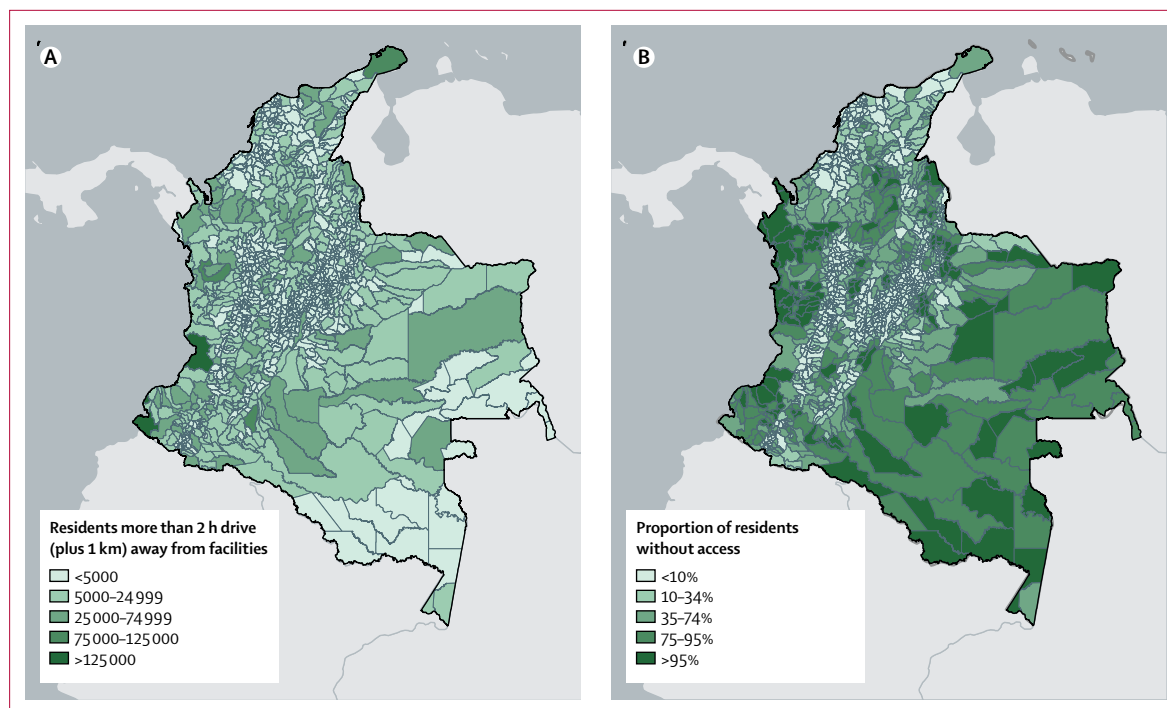 A
Residents more than 2 h drive
(plus 1 km) away from facilities
<5000
5000–24 999
25 000–74 999
75 000–125 000
>125 000
B
Proportion of residents
without access
<10%
10–34%
35–74%
75–95%
>95%